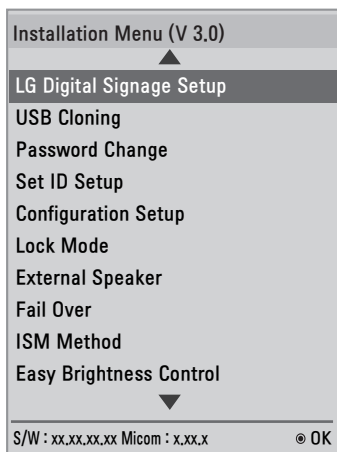 Installation Menu (V 3.0)
LG Digital Signage Setup
USB Cloning
Password Change
Set ID Setup
Configuration Setup
Lock Mode
External Speaker
Fail Over
ISM Method
Easy Brightness Control
S/W : xx.xx.xx.xx Micom : x.xx.x ◉ OK